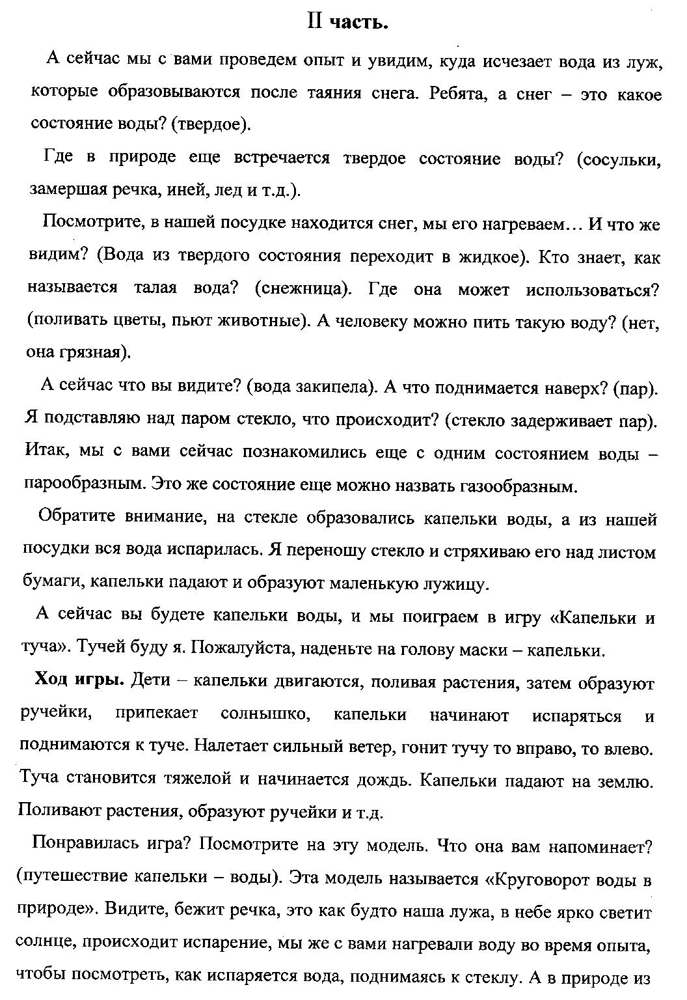 II часть.
А сейчас мы с вами проведем опыт и увидим, куда исчезает вода из луж,
которые образовываются после таяния снега. Ребята, а снег – это какое
состояние воды? (твердое).
Где в природе еще встречается твердое состояние воды? (сосульки,
замершая речка, иней, лед и т.д.).
Посмотрите, в нашей посудке находится снег, мы его нагреваем… И что же
видим? (Вода из твердого состояния переходит в жидкое). Кто знает, как
называется талая вода? (снежница). Где она может использоваться?
(поливать цветы, пьют животные). А человеку можно пить такую воду? (нет,
она грязная).
А сейчас что вы видите? (вода закипела). А что поднимается наверх? (пар).
Я подставляю над паром стекло, что происходит? (стекло задерживает пар).
Итак, мы с вами сейчас познакомились еще с одним состоянием воды –
парообразным. Это же состояние еще можно назвать газообразным.
Обратите внимание, на стекле образовались капельки воды, а из нашей
посудки вся вода испарилась. Я переношу стекло и стряхиваю его над листом
бумаги, капельки падают и образуют маленькую лужицу.
А сейчас вы будете капельки воды, и мы поиграем в игру «Капельки и
туча». Тучей буду я. Пожалуйста, наденьте на голову маски – капельки.
Ход игры. Дети – капельки двигаются, поливая растения, затем образуют
ручейки, припекает солнышко, капельки начинают испаряться и
поднимаются к туче. Налетает сильный ветер, гонит тучу то вправо, то влево.
Туча становится тяжелой и начинается дождь. Капельки падают на землю.
Поливают растения, образуют ручейки и т.д.
Понравилась игра? Посмотрите на эту модель. Что она вам напоминает?
(путешествие капельки – воды). Эта модель называется «Круговорот воды в
природе». Видите, бежит речка, это как будто наша лужа, в небе ярко светит
солнце, происходит испарение, мы же с вами нагревали воду во время опыта,
чтобы посмотреть, как испаряется вода, поднимаясь к стеклу. А в природе из